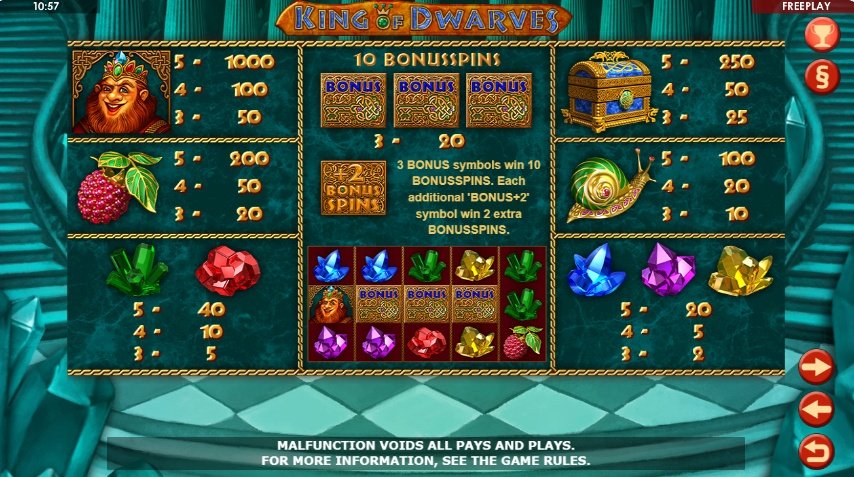 10:57
KING OF DWARVES
FREEPLAY
§
5 - 1000
4 - 100
3 - 50
10 BONUSSPINS
BONUS BONUS BONUS
3 - 20
5 - 250
4 - 50
3 - 25
5 - 200
4 - 50
3 - 20
+2
BONUS
SPINS
3 BONUS symbols win 10
BONUSSPINS. Each
additional 'BONUS+2'
symbol win 2 extra
BONUSSPINS.
5 - 100
4 - 20
3 - 10
5 - 40
4 - 10
3 - 5
BONUS BONUS BONUS
5 - 20
4 - 5
3 - 2
MALFUNCTION VOIDS ALL PAYS AND PLAYS.
FOR MORE INFORMATION, SEE THE GAME RULES.